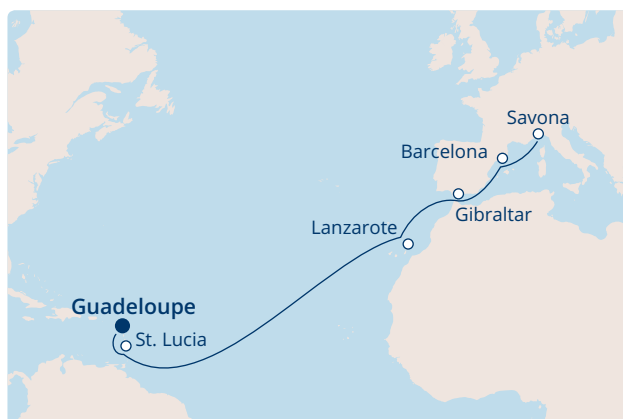 Savona
Barcelona
Gibraltar
Lanzarote
Guadeloupe
St. Lucia